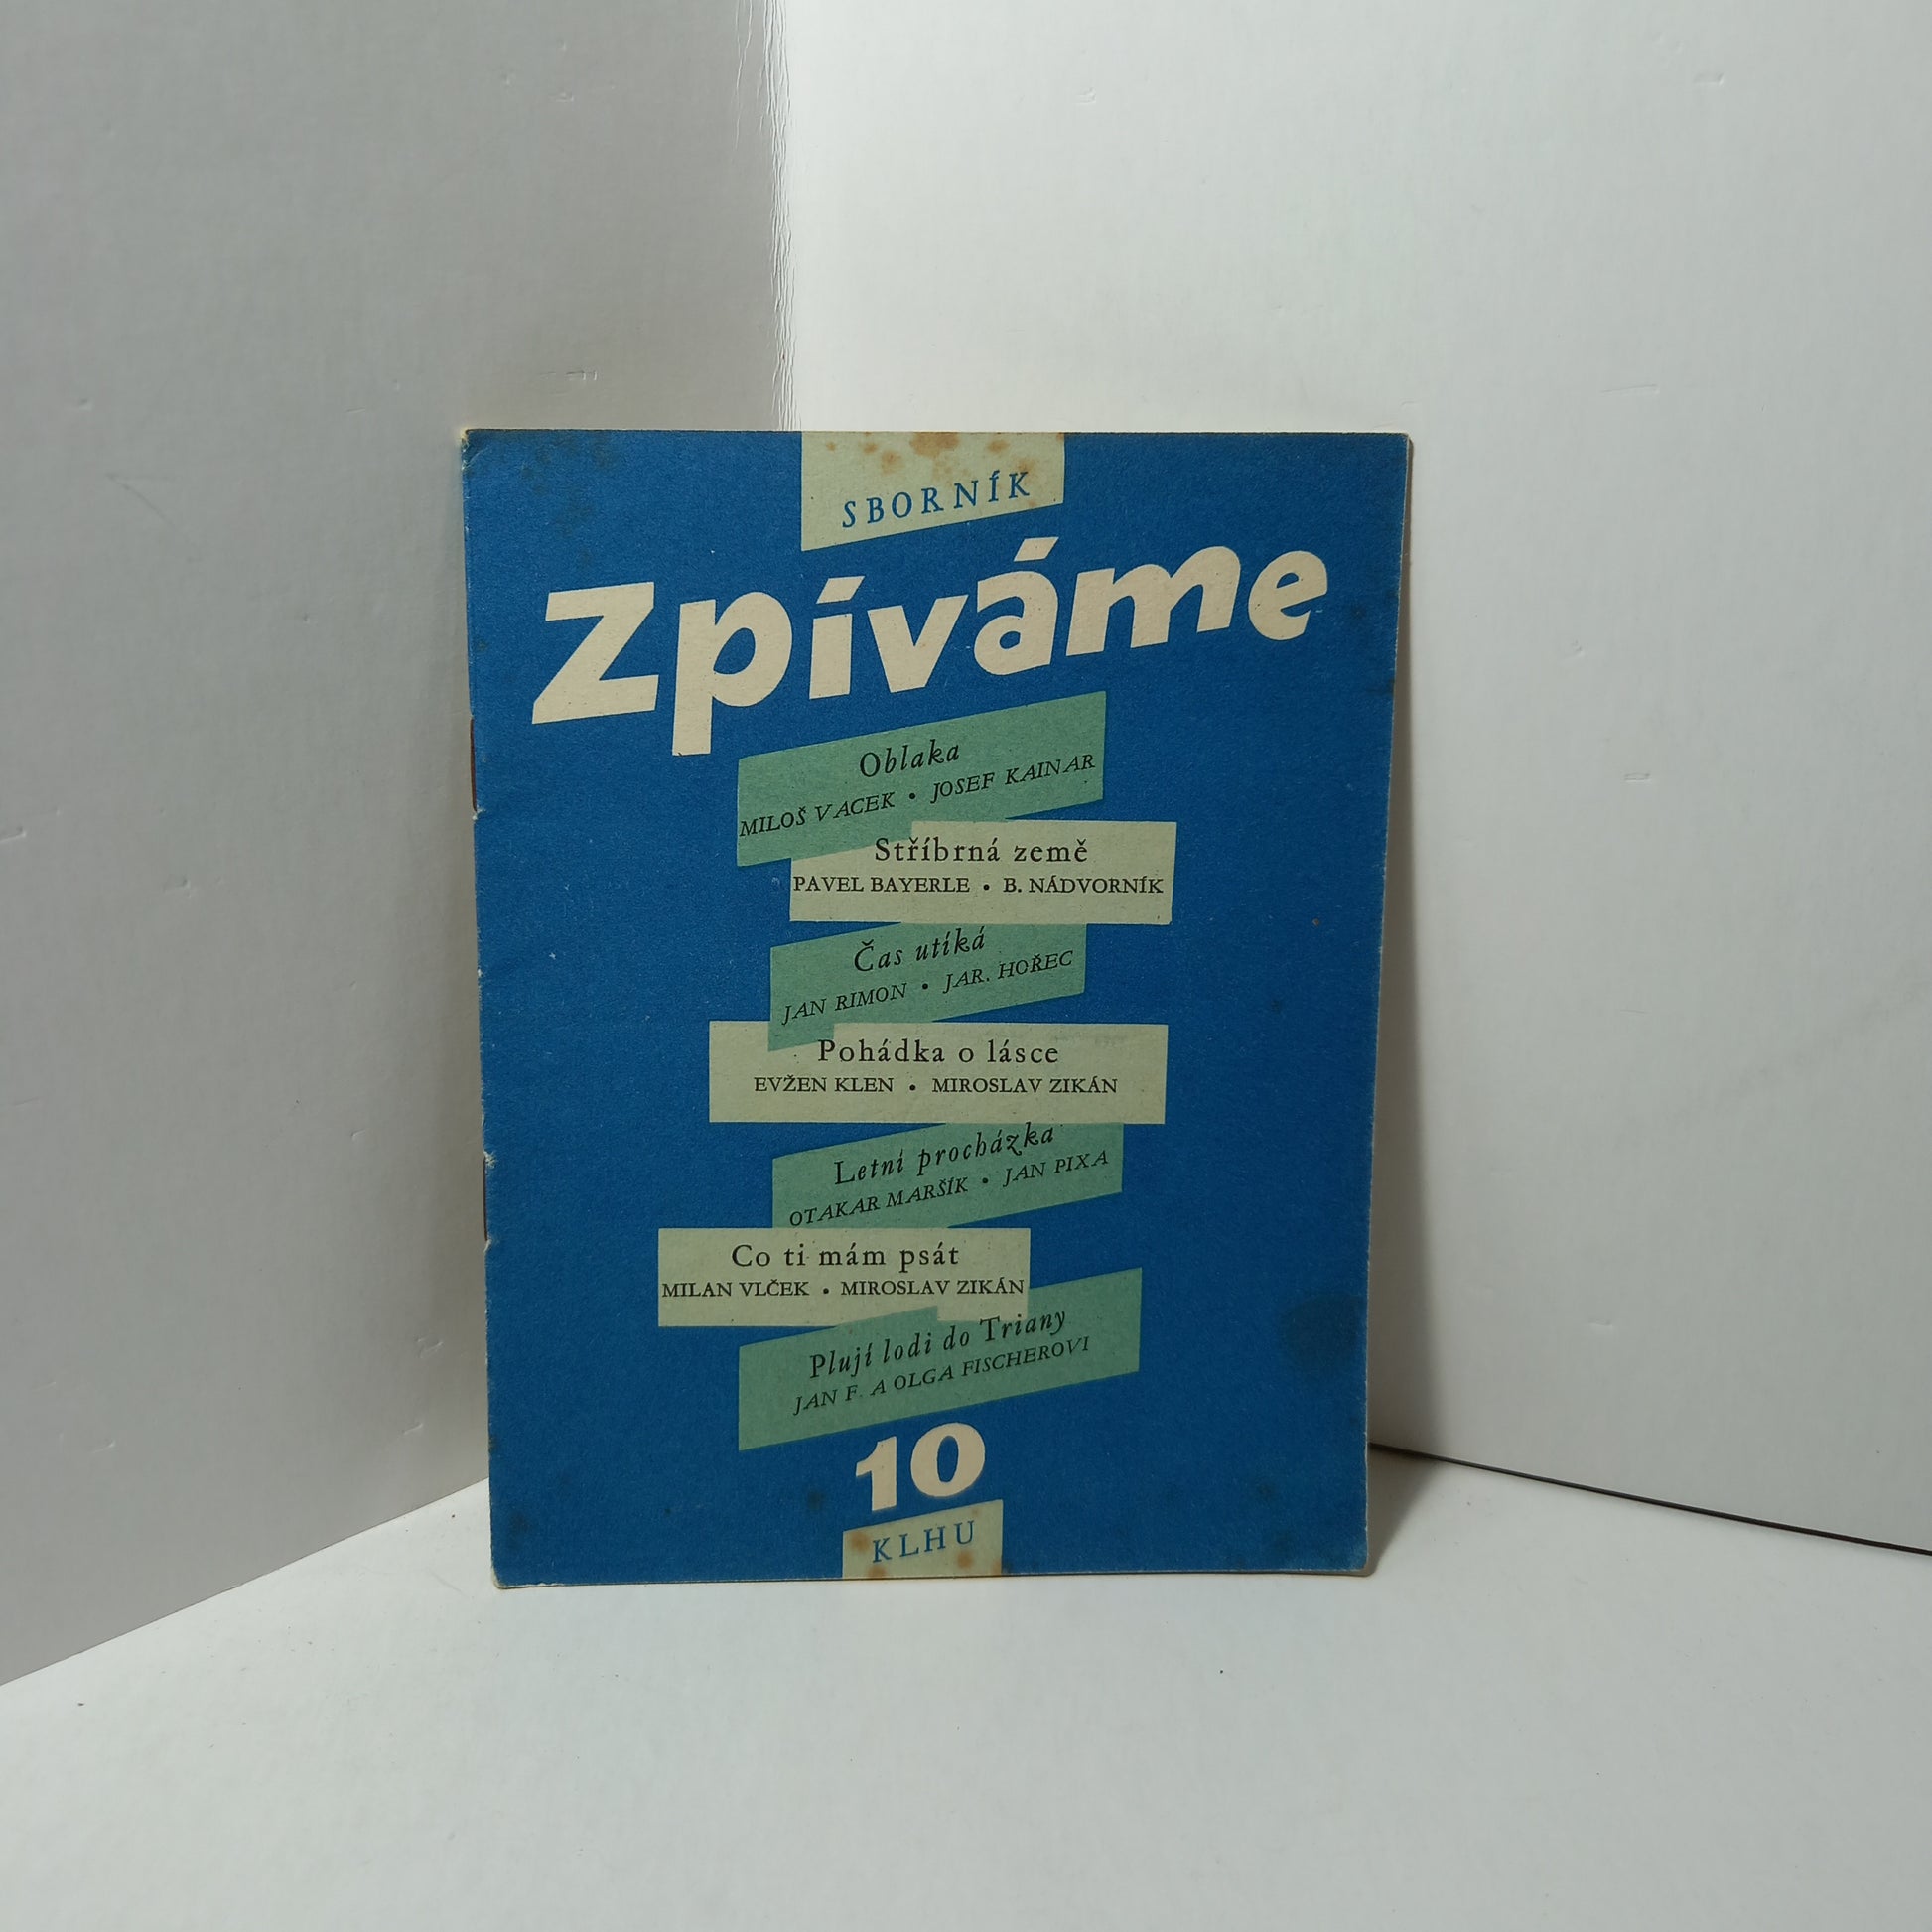 SBORNÍK
Zpíváme
Oblaka
MILOŠ VACEK • JOSEF KAINAR
Stříbrná země
PAVEL BAYERLE • B. NÁDVORNÍK
Čas utíká
JAN RIMON • JAR. HOŘEC
Pohádka o lásce
EVŽEN KLEN • MIROSLAV ZIKÁN
Letní procházka
OTAKAR MARŠÍK • JAN PIXA
Co ti mám psát
MILAN VLČEK • MIROSLAV ZIKÁN
Plují lodi do Triany
JAN F. A OLGA FISCHEROVI
10
KLHU